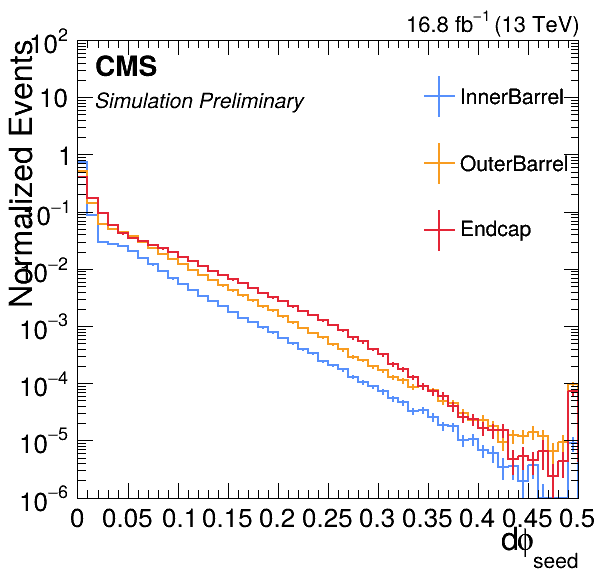 16.8 fb⁻¹ (13 TeV)
CMS
Simulation Preliminary
InnerBarrel
OuterBarrel
Endcap
Normalized Events
10²
10
1
10⁻¹
10⁻²
10⁻³
10⁻⁴
10⁻⁵
10⁻⁶
0 0.05 0.1 0.15 0.2 0.25 0.3 0.35 0.4 0.45 0.5
dϕ_seed